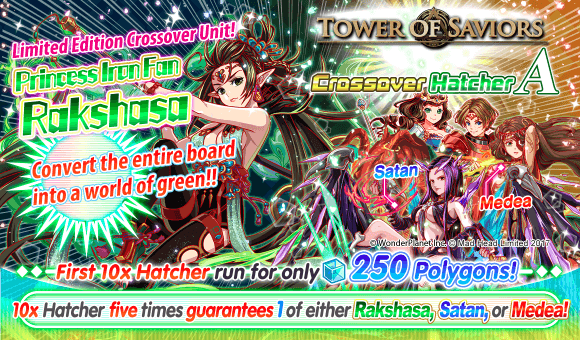 Limited Edition Crossover Unit!
Princess Iron Fan
Rakshasa
Convert the entire board
into a world of green!!
TOWER OF SAVIORS
Crossover Hatcher A
Satan
Medea
© WonderPlanet Inc. © Mad Head Limited 2017
First 10x Hatcher run for only 250 Polygons!
10x Hatcher five times guarantees 1 of either Rakshasa, Satan, or Medea!